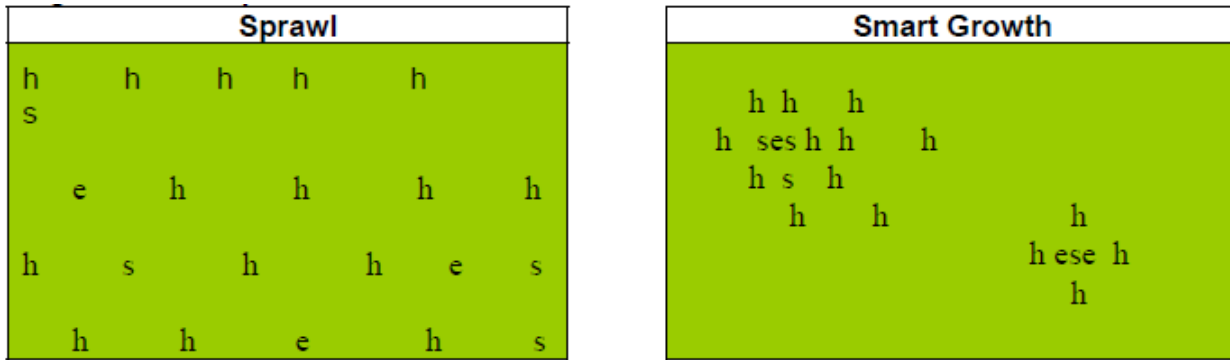 Sprawl
h h h h h
s
e h h h h
h s h h e s
h h e h s
Smart Growth
h h h
h ses h h h
h s h
h h h
h ese h
h